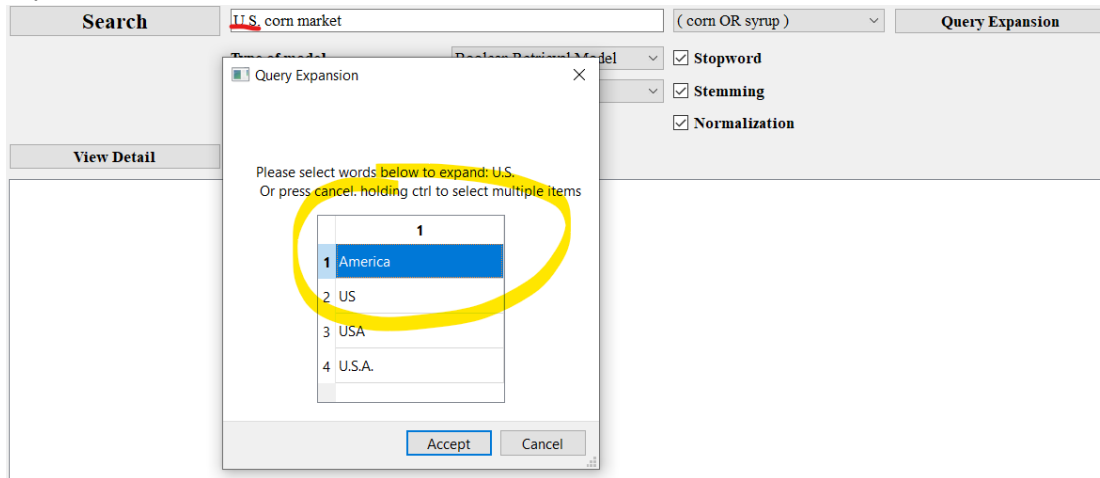 Search
U.S. corn market
( corn OR syrup )
Query Expansion
Stopword
Query Expansion
Stemming
Normalization
View Detail
Please select words below to expand: U.S.
Or press cancel. holding ctrl to select multiple items
1
1 America
2 US
3 USA
4 U.S.A.
Accept
Cancel